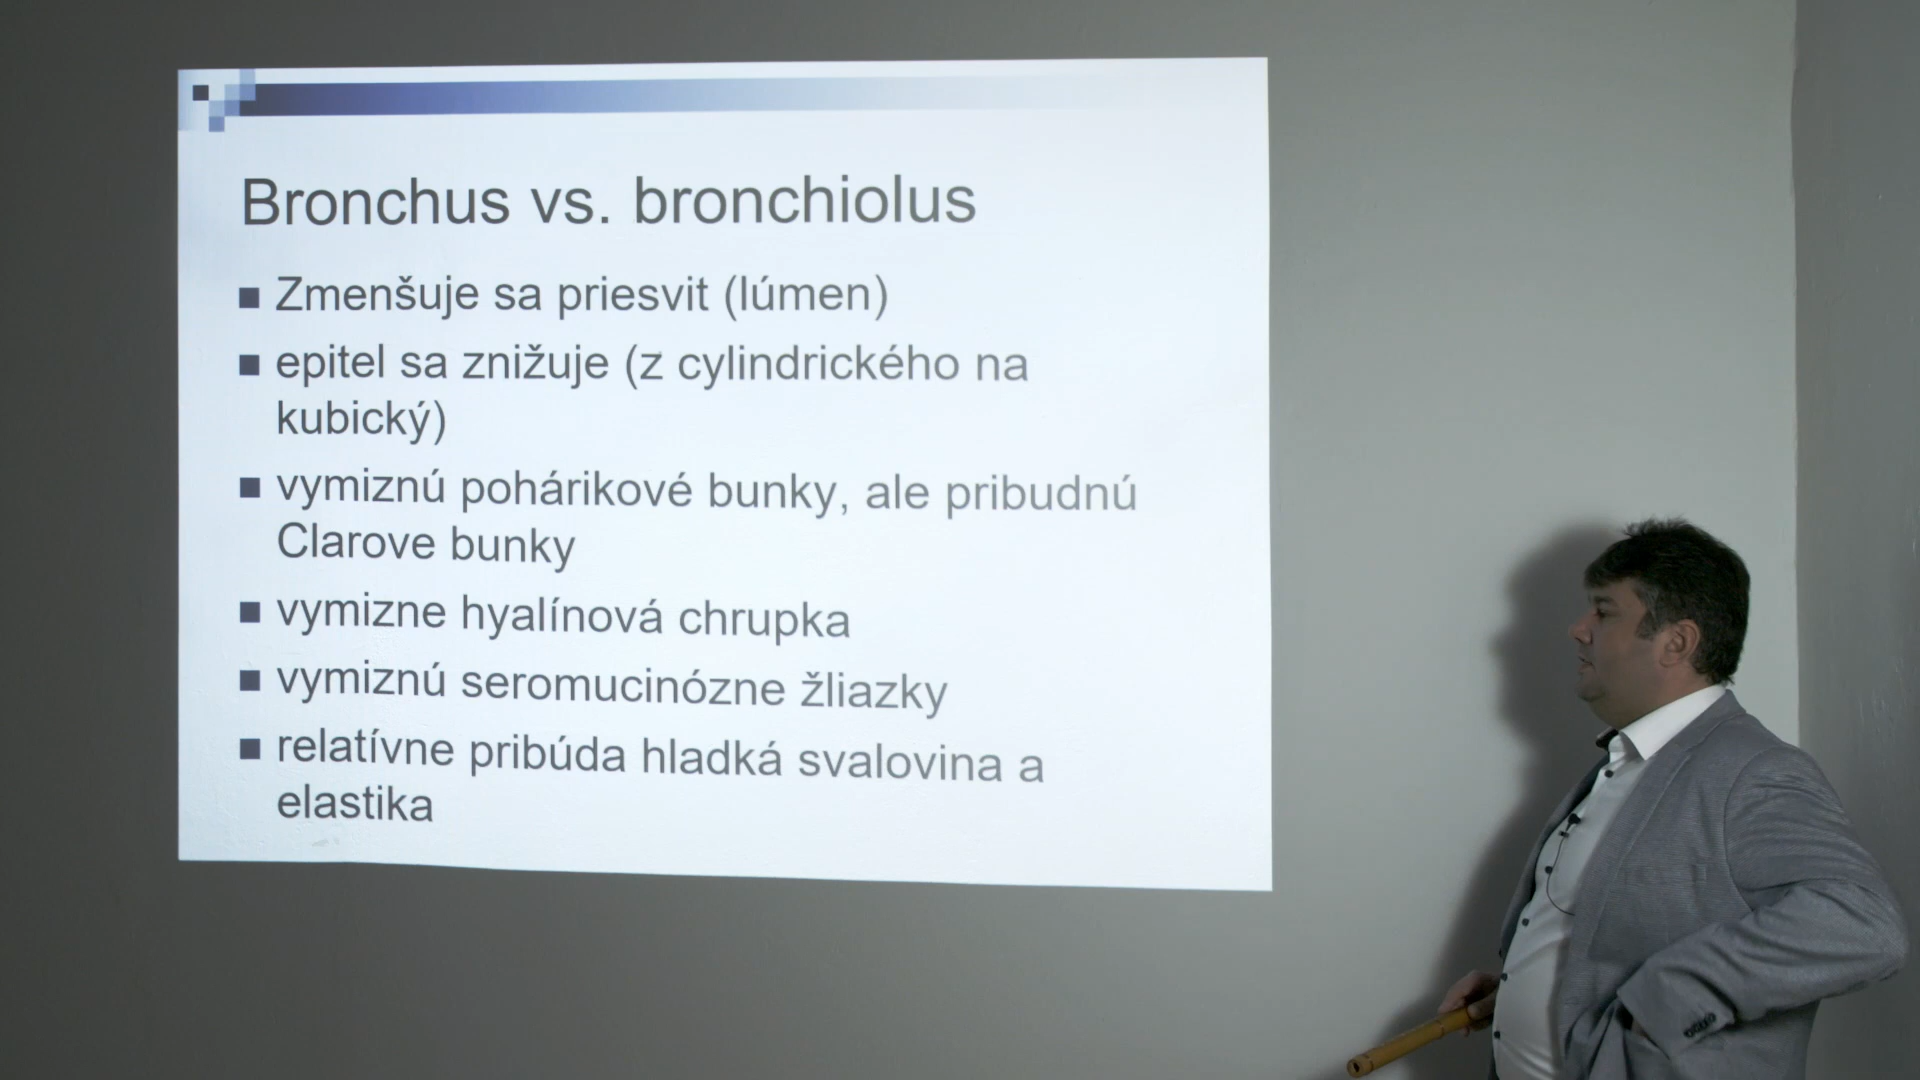 Bronchus vs. bronchiolus
Zmenšuje sa priesvit (lúmen)
epitel sa znižuje (z cylindrického na
kubický)
vymiznú pohárikové bunky, ale pribudnú
Clarove bunky
vymizne hyalínová chrupka
vymiznú seromucinózne žliazky
relatívne pribúda hladká svalovina a
elastika